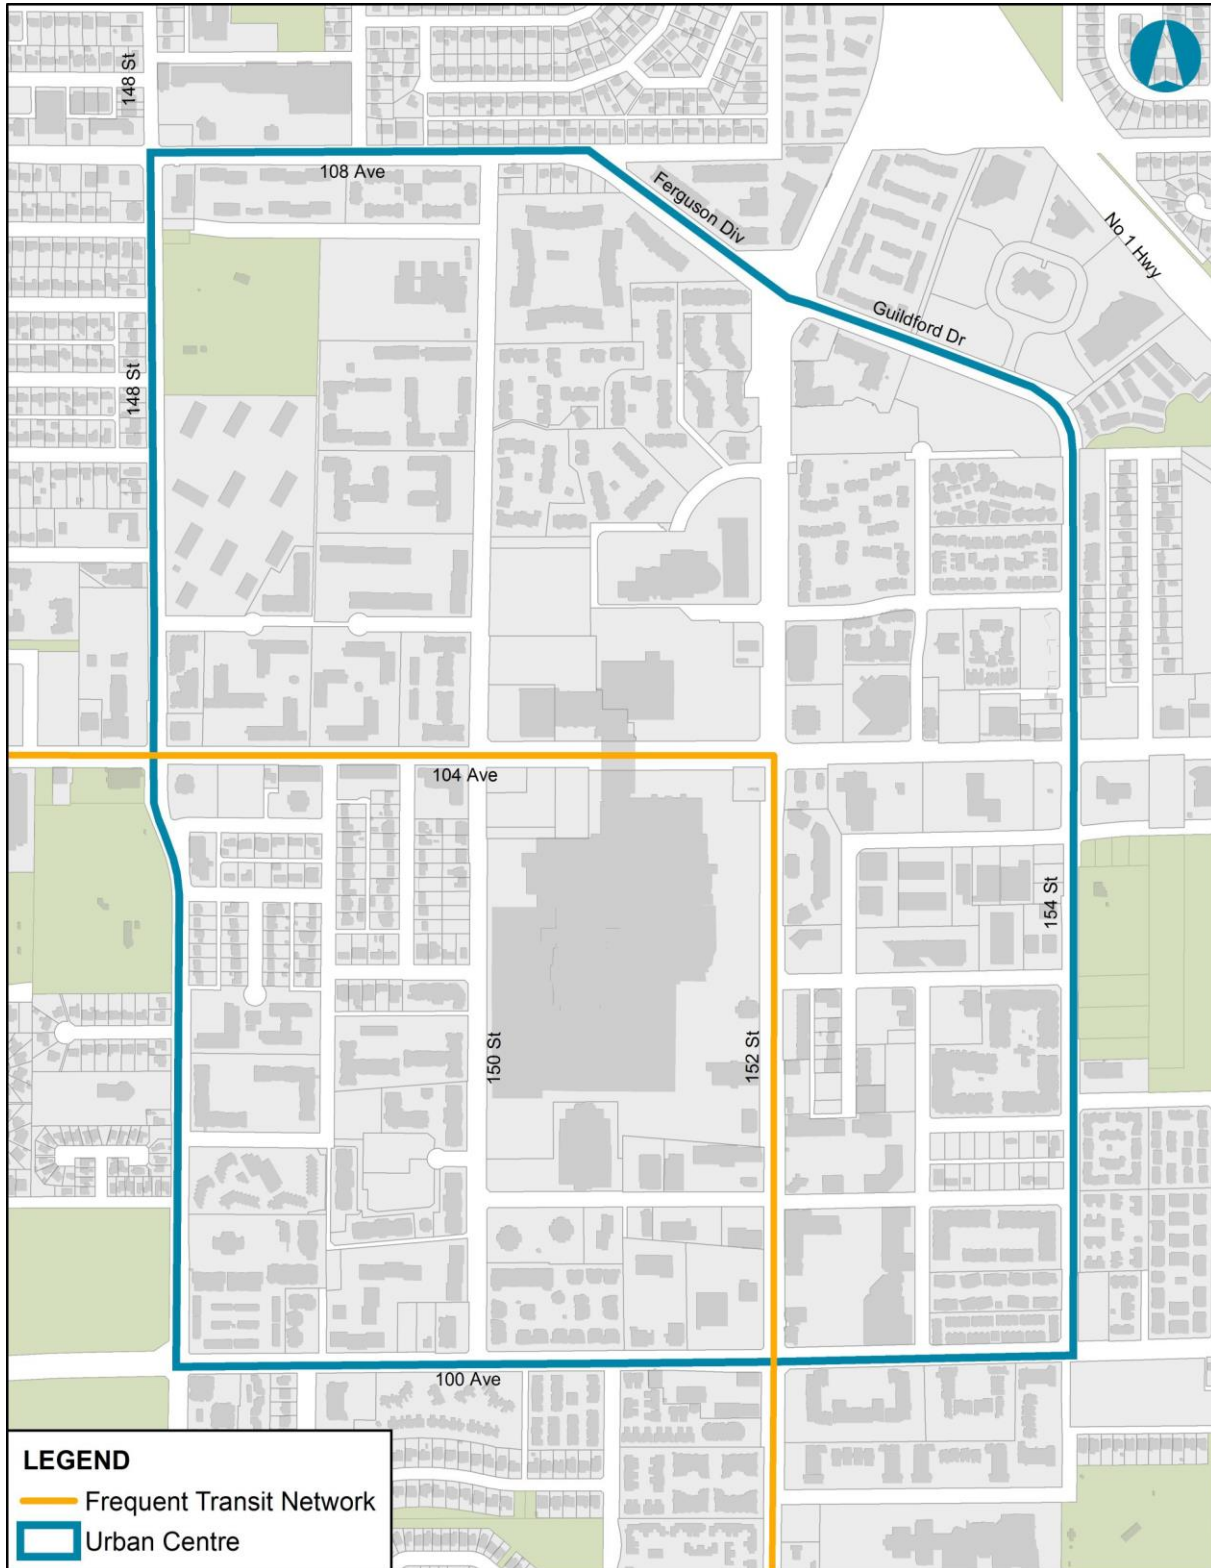 148 St
108 Ave
Ferguson Div
No 1 Hwy
Guildford Dr
148 St
104 Ave
154 St
150 St
152 St
100 Ave
LEGEND
Frequent Transit Network
Urban Centre